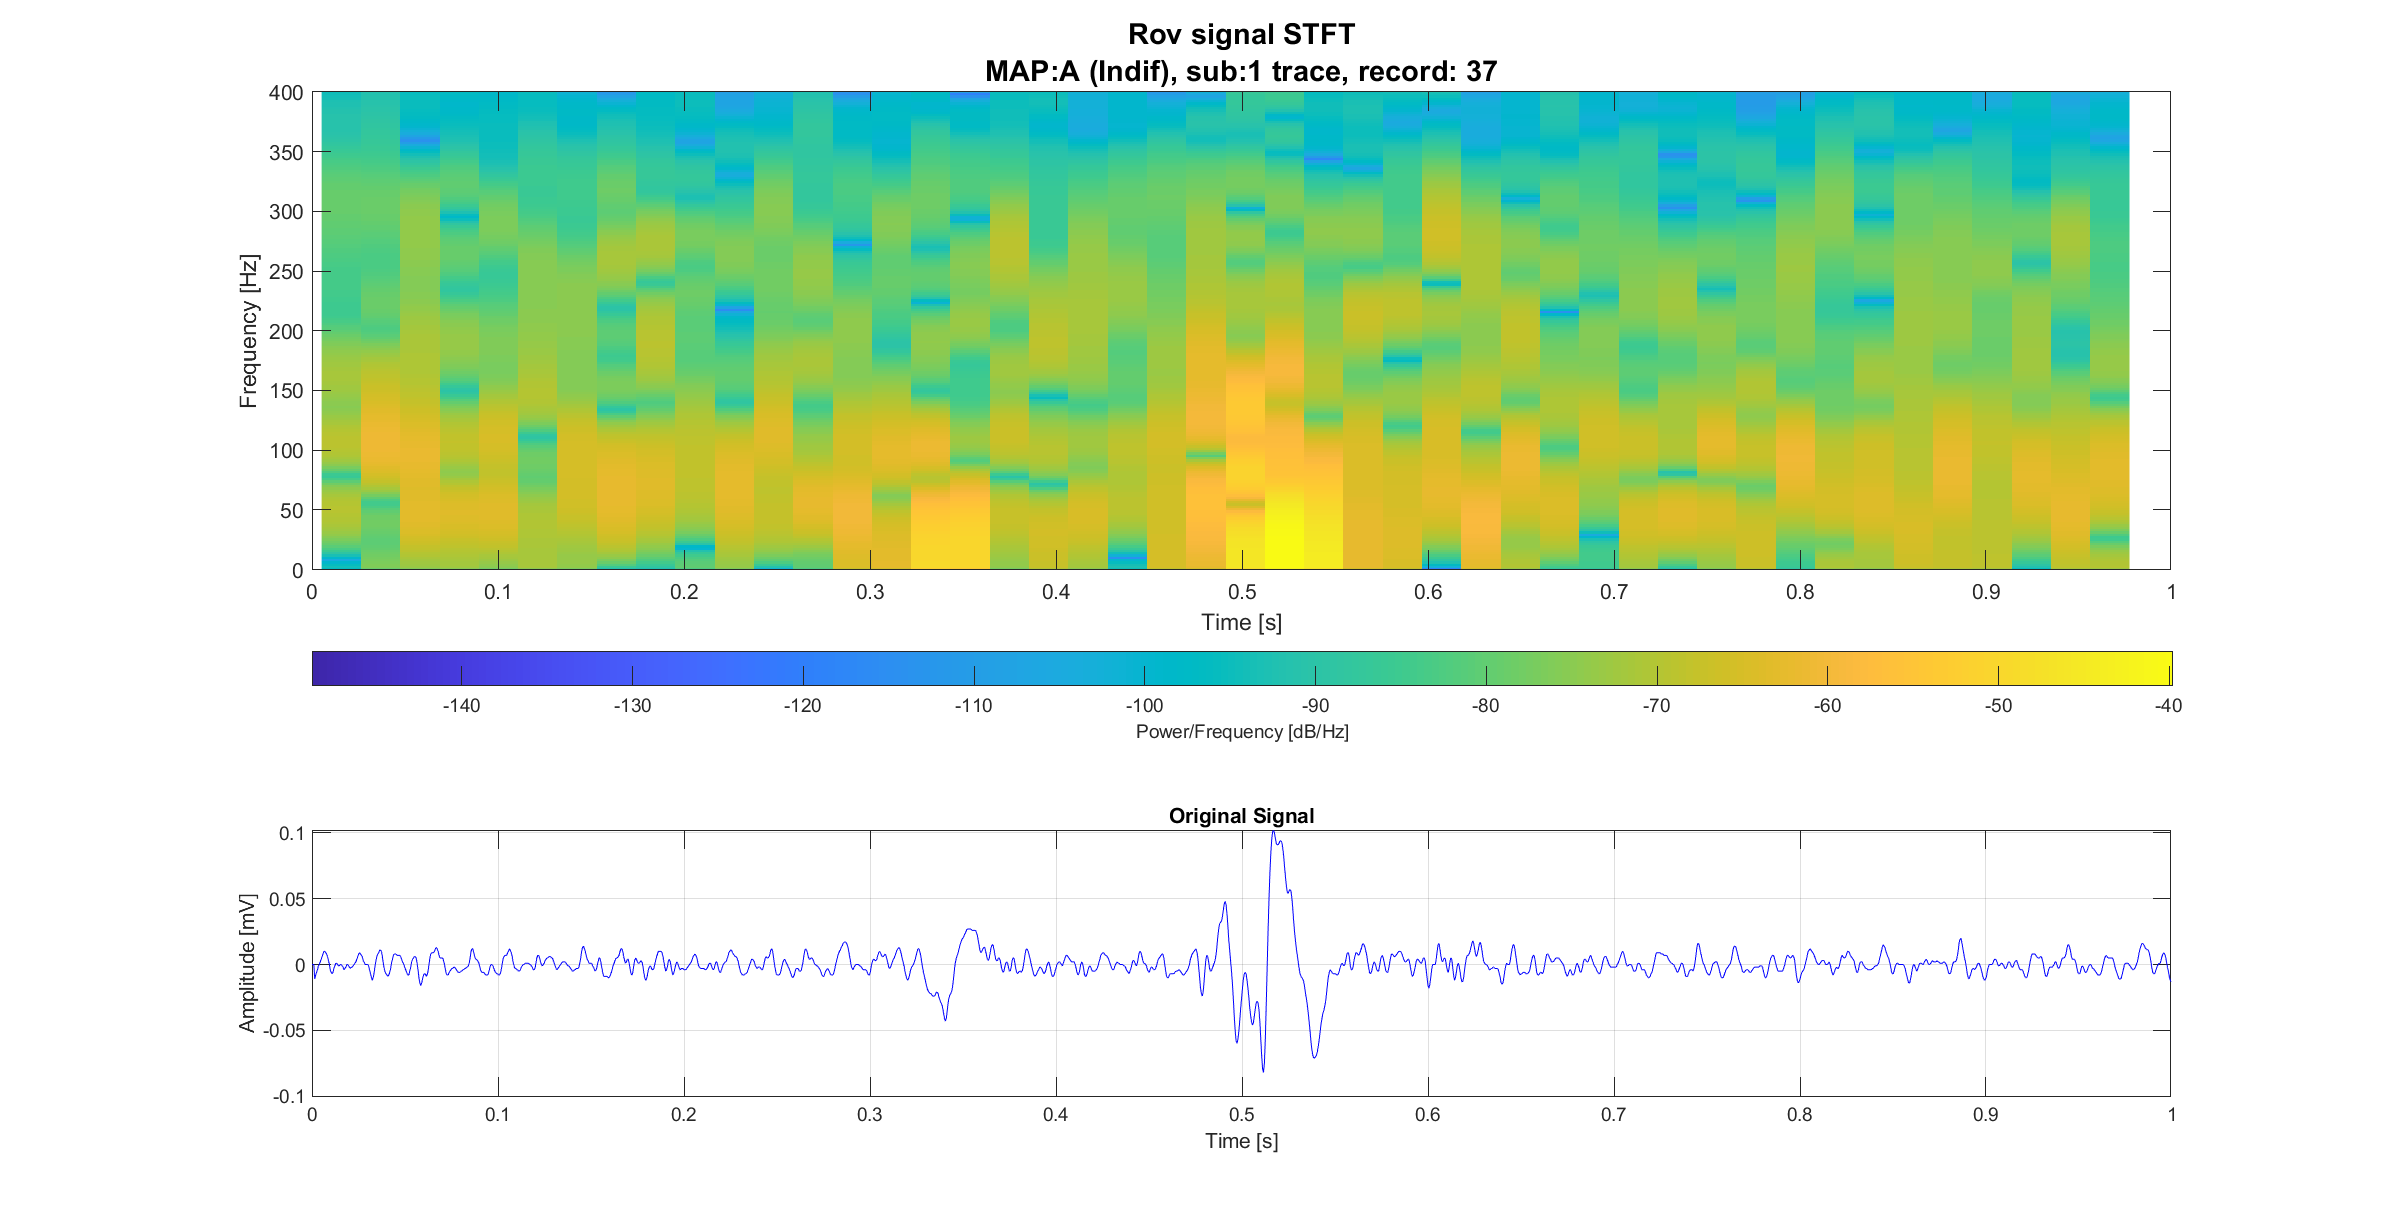 Rov signal STFT
MAP:A (Indif), sub:1 trace, record: 37
400
350
300
250
200
150
100
50
0
Frequency [Hz]
0 0.1 0.2 0.3 0.4 0.5 0.6 0.7 0.8 0.9 1
Time [s]
-140 -130 -120 -110 -100 -90 -80 -70 -60 -50 -40
Power/Frequency [dB/Hz]
Original Signal
0.1
0.05
0
-0.05
-0.1
Amplitude [mV]
0 0.1 0.2 0.3 0.4 0.5 0.6 0.7 0.8 0.9 1
Time [s]